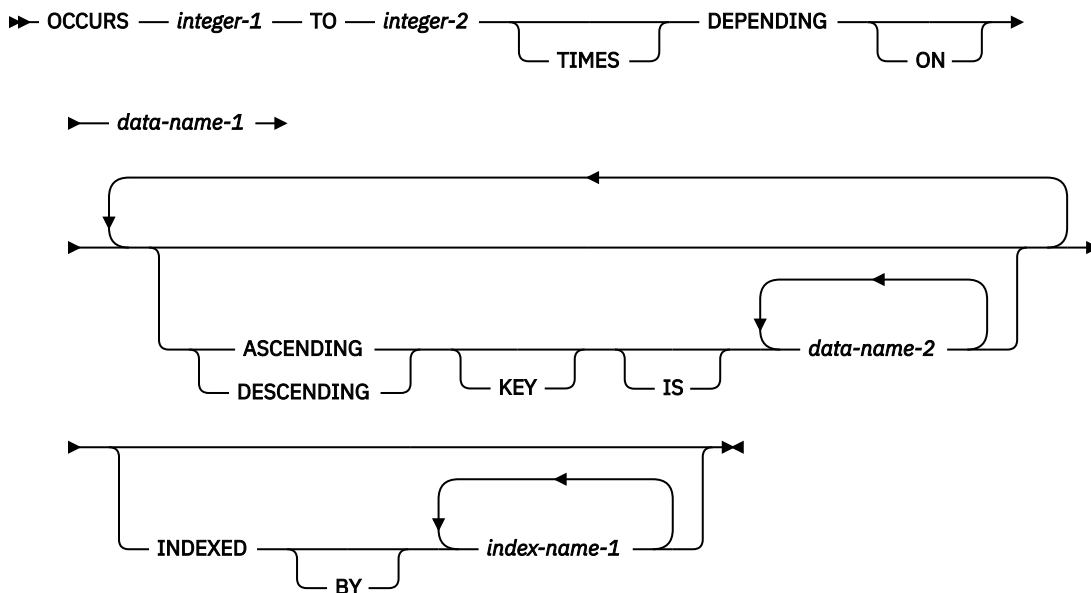 OCCURS integer-1 TO integer-2 DEPENDING
TIMES ON
data-name-1
ASCENDING data-name-2
DESCENDING KEY IS
INDEXED index-name-1
BY